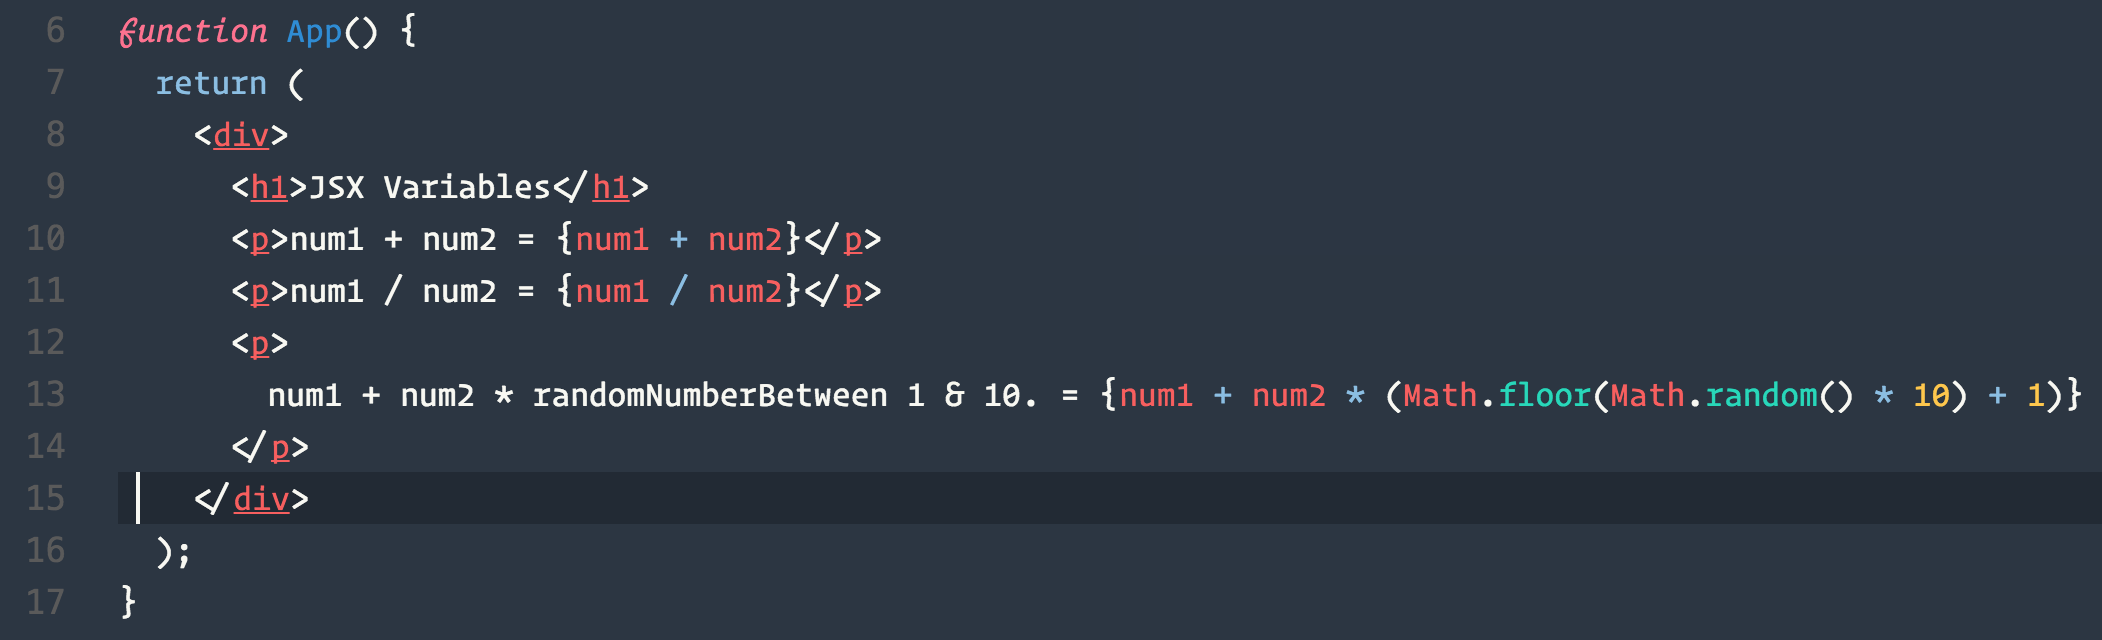 6 function App() {
7 return (
8 <div>
9 <h1>JSX Variables</h1>
10 <p>num1 + num2 = {num1 + num2}</p>
11 <p>num1 / num2 = {num1 / num2}</p>
12 <p>
13 num1 + num2 * randomNumberBetween 1 & 10. = {num1 + num2 * (Math.floor(Math.random() * 10) + 1)}
14 </p>
15 </div>
16 );
17 }